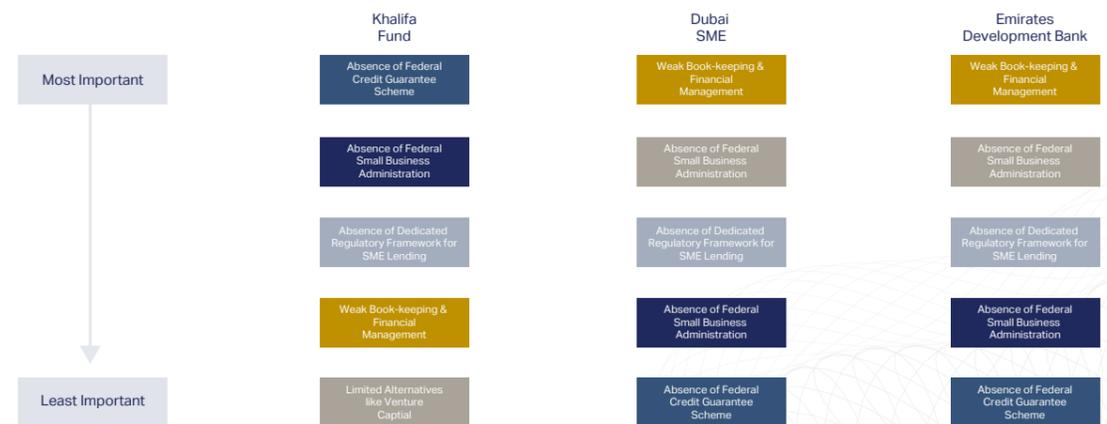 Khalifa
Fund
Dubai
SME
Emirates
Development Bank
Most Important
Absence of Federal
Credit Guarantee
Scheme
Weak Book-keeping &
Financial
Management
Weak Book-keeping &
Financial
Management
Absence of Federal
Small Business
Administration
Absence of Federal
Small Business
Administration
Absence of Federal
Small Business
Administration
Absence of Dedicated
Regulatory Framework for
SME Lending
Absence of Dedicated
Regulatory Framework for
SME Lending
Absence of Dedicated
Regulatory Framework for
SME Lending
Weak Book-keeping &
Financial
Management
Absence of Federal
Small Business
Administration
Absence of Federal
Small Business
Administration
Least Important
Limited Alternatives
like Venture
Captial
Absence of Federal
Credit Guarantee
Scheme
Absence of Federal
Credit Guarantee
Scheme